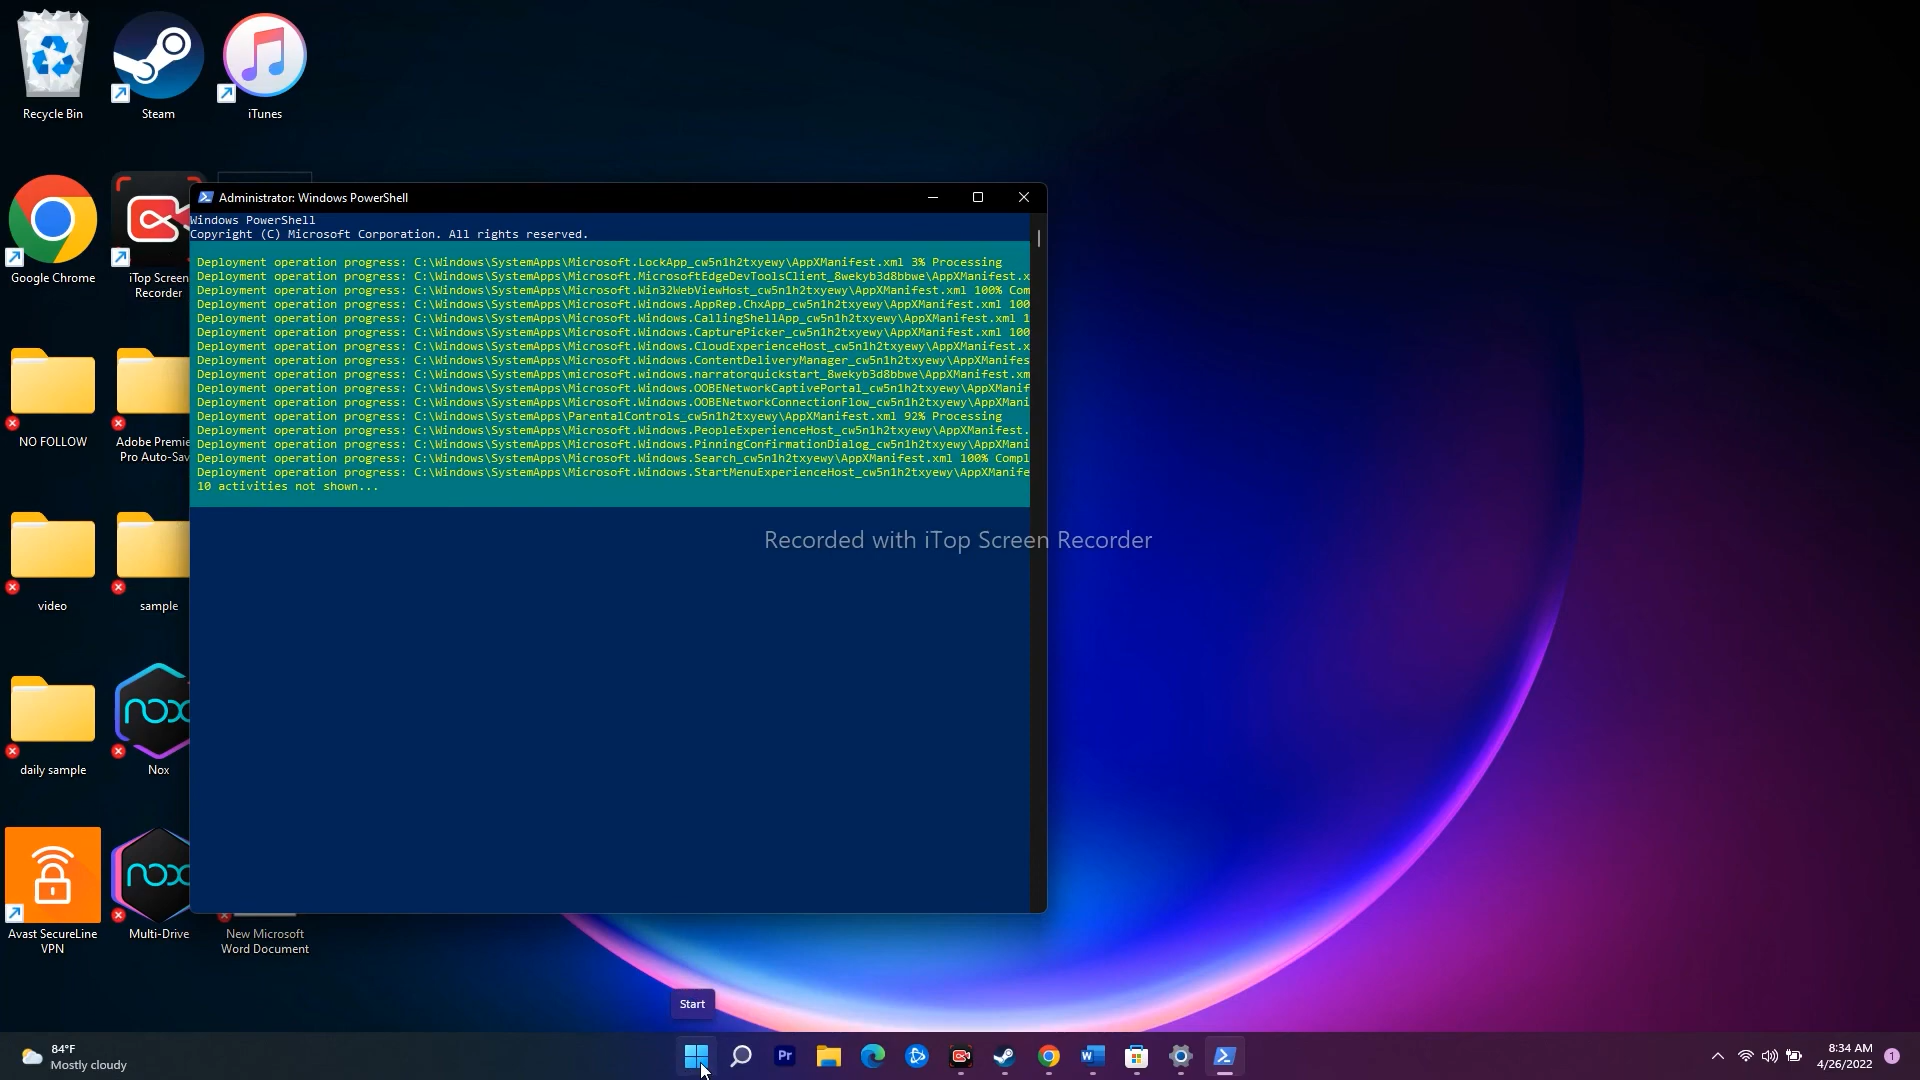 Recycle Bin
Steam
iTunes
Google Chrome
iTop Screen
Recorder
NO FOLLOW
Adobe Premie
Pro Auto-Sav
video
sample
daily sample
Nox
Avast SecureLine
VPN
Multi-Drive
New Microsoft
Word Document
Administrator: Windows PowerShell
Windows PowerShell
Copyright (C) Microsoft Corporation. All rights reserved.
Deployment operation progress: C:\Windows\SystemApps\Microsoft.LockApp_cw5n1h2txyewy\AppXManifest.xml 3% Processing
Deployment operation progress: C:\Windows\SystemApps\Microsoft.MicrosoftEdgeDevToolsClient_8wekyb3d8bbwe\AppXManifest.x
Deployment operation progress: C:\Windows\SystemApps\Microsoft.Win32WebViewHost_cw5n1h2txyewy\AppXManifest.xml 100% Com
Deployment operation progress: C:\Windows\SystemApps\Microsoft.Windows.AppRep.ChxApp_cw5n1h2txyewy\AppXManifest.xml 100
Deployment operation progress: C:\Windows\SystemApps\Microsoft.Windows.CallingShellApp_cw5n1h2txyewy\AppXManifest.xml 1
Deployment operation progress: C:\Windows\SystemApps\Microsoft.Windows.CapturePicker_cw5n1h2txyewy\AppXManifest.xml 100
Deployment operation progress: C:\Windows\SystemApps\Microsoft.Windows.CloudExperienceHost_cw5n1h2txyewy\AppXManifest.x
Deployment operation progress: C:\Windows\SystemApps\Microsoft.Windows.ContentDeliveryManager_cw5n1h2txyewy\AppXManifes
Deployment operation progress: C:\Windows\SystemApps\microsoft.windows.narratorquickstart_8wekyb3d8bbwe\AppXManifest.xm
Deployment operation progress: C:\Windows\SystemApps\Microsoft.Windows.OOBENetworkCaptivePortal_cw5n1h2txyewy\AppXManif
Deployment operation progress: C:\Windows\SystemApps\Microsoft.Windows.OOBENetworkConnectionFlow_cw5n1h2txyewy\AppXMani
Deployment operation progress: C:\Windows\SystemApps\ParentalControls_cw5n1h2txyewy\AppXManifest.xml 92% Processing
Deployment operation progress: C:\Windows\SystemApps\Microsoft.Windows.PeopleExperienceHost_cw5n1h2txyewy\AppXManifest.
Deployment operation progress: C:\Windows\SystemApps\Microsoft.Windows.PinningConfirmationDialog_cw5n1h2txyewy\AppXMani
Deployment operation progress: C:\Windows\SystemApps\Microsoft.Windows.Search_cw5n1h2txyewy\AppXManifest.xml 100% Compl
Deployment operation progress: C:\Windows\SystemApps\Microsoft.Windows.StartMenuExperienceHost_cw5n1h2txyewy\AppXManife
10 activities not shown...
Recorded with iTop Screen Recorder
nox
nox
Start
84°F
Mostly cloudy
Pr
W
8:34 AM
4/26/2022
1